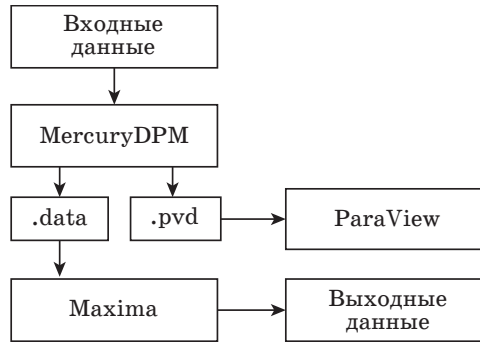 Входные
данные
MercuryDPM
.data
.pvd
ParaView
Maxima
Выходные
данные